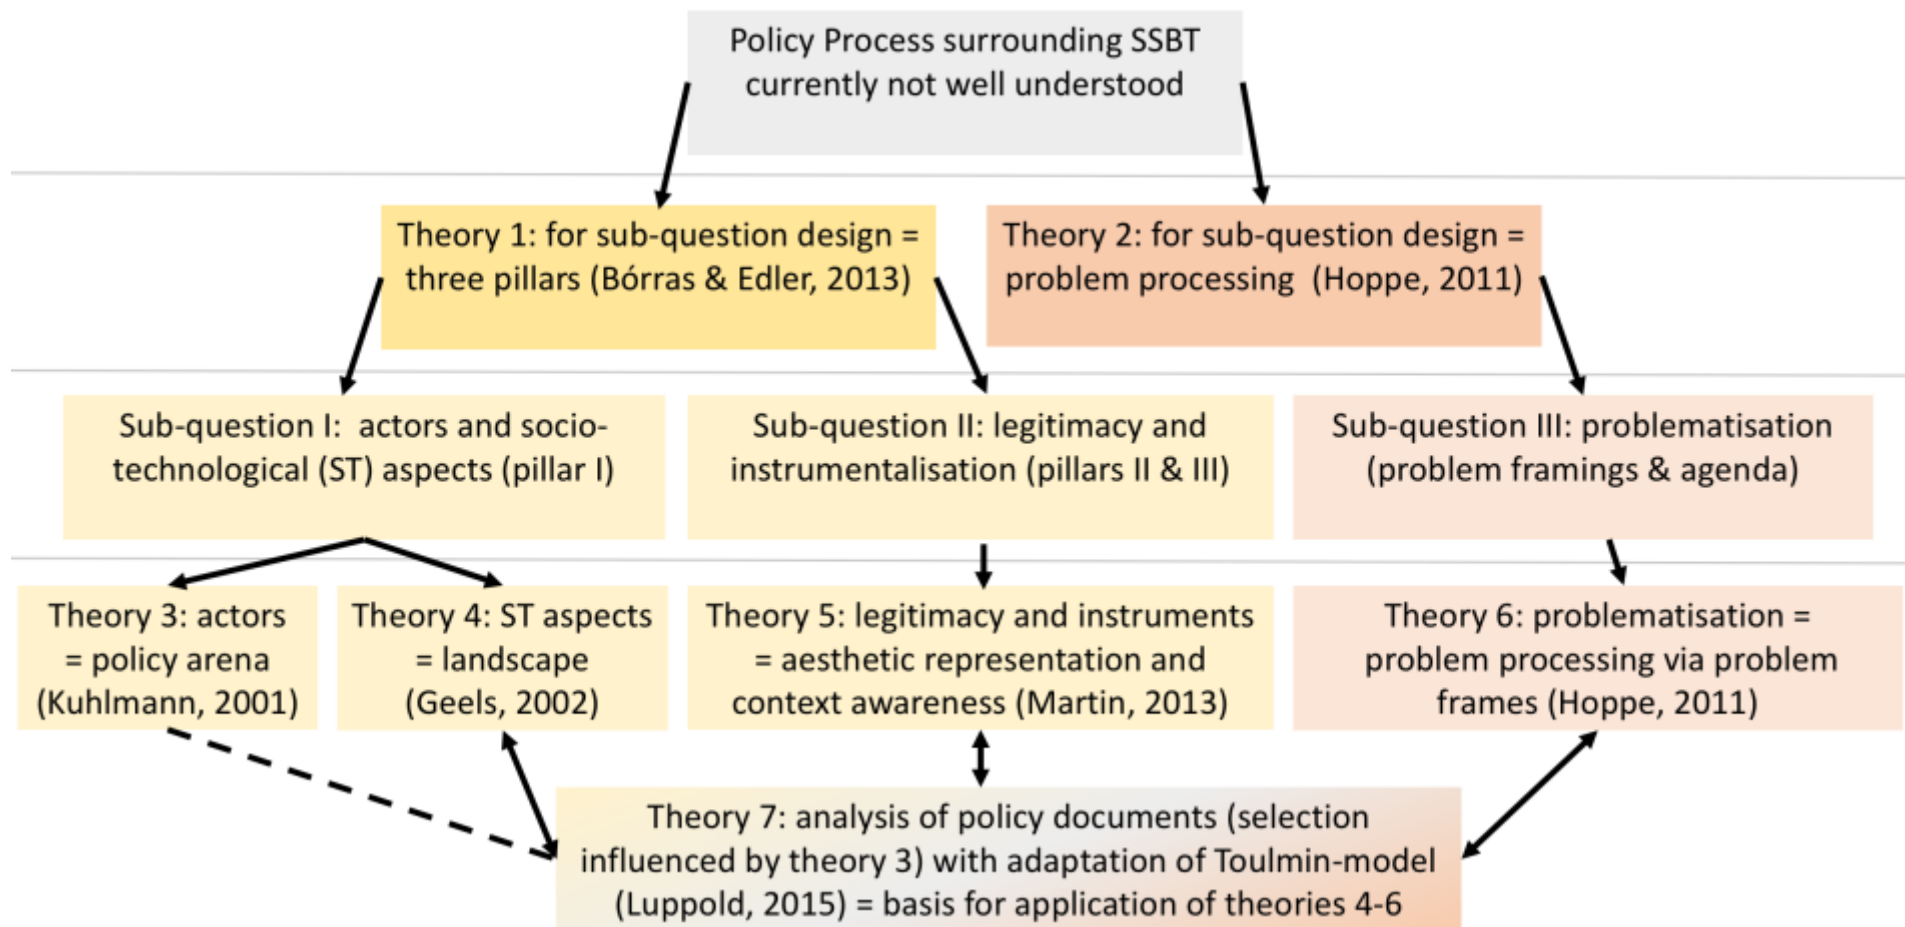 Policy Process surrounding SSBT
currently not well understood
Theory 1: for sub-question design =
three pillars (Bórras & Edler, 2013)
Theory 2: for sub-question design =
problem processing (Hoppe, 2011)
Sub-question I: actors and socio-
technological (ST) aspects (pillar I)
Sub-question II: legitimacy and
instrumentalisation (pillars II & III)
Sub-question III: problematisation
(problem framings & agenda)
Theory 3: actors
= policy arena
(Kuhlmann, 2001)
Theory 4: ST aspects
= landscape
(Geels, 2002)
Theory 5: legitimacy and instruments
= aesthetic representation and
context awareness (Martin, 2013)
Theory 6: problematisation =
problem processing via problem
frames (Hoppe, 2011)
Theory 7: analysis of policy documents (selection
influenced by theory 3) with adaptation of Toulmin-model
(Luppold, 2015) = basis for application of theories 4-6